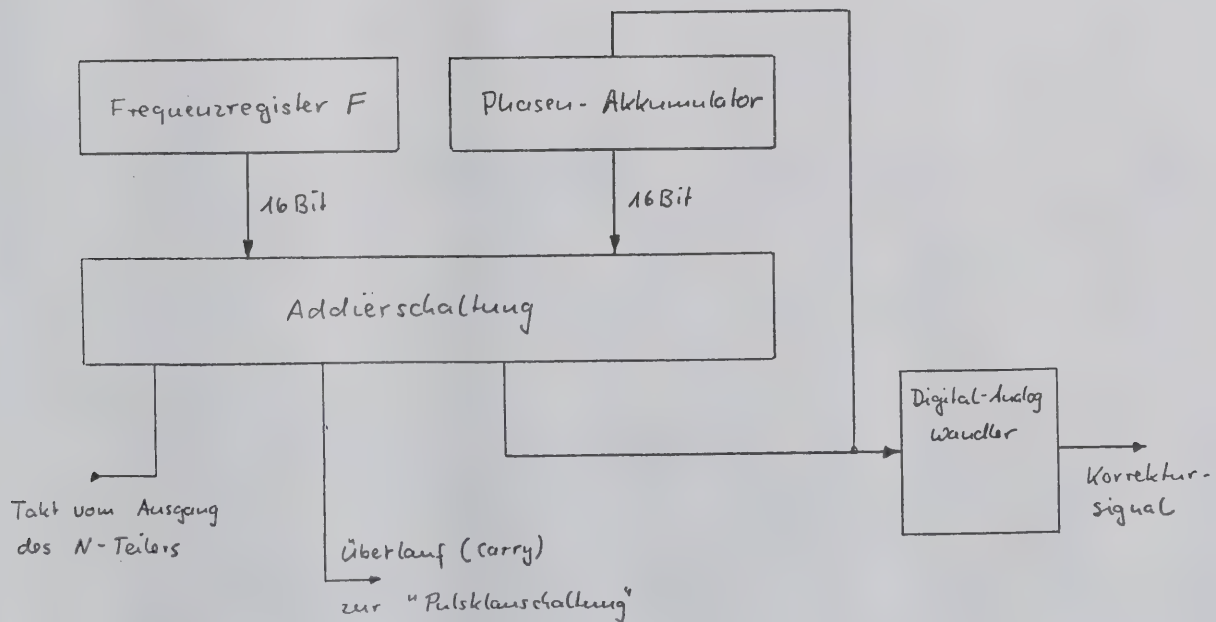 Frequenzregister F
Phasen-Akkumulator
16 Bit
16 Bit
Addierschaltung
Digital-Analog
wandler
Korrektur-
signal
Takt vom Ausgang
des N-Teilers
Überlauf (carry)
zur "Pulsklauschaltung"